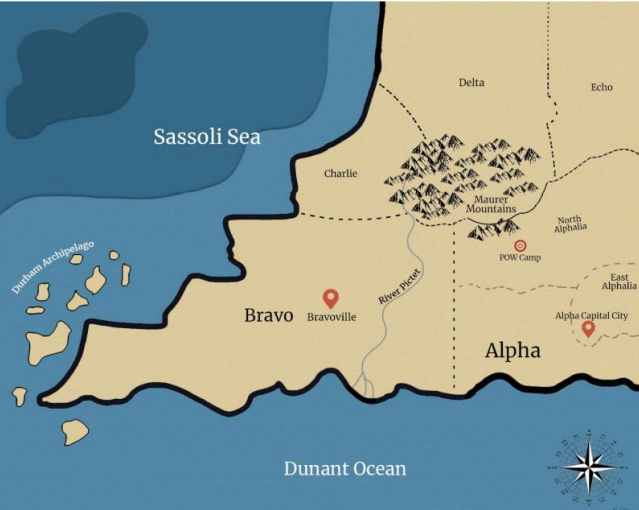 Delta
Echo
Sassoli Sea
Charlie
Maurer
Mountains
North
Alphalia
Durham Archipelago
POW Camp
East
Alphalia
River Pictet
Bravo
Bravoville
Alpha Capital City
Alpha
Dunant Ocean